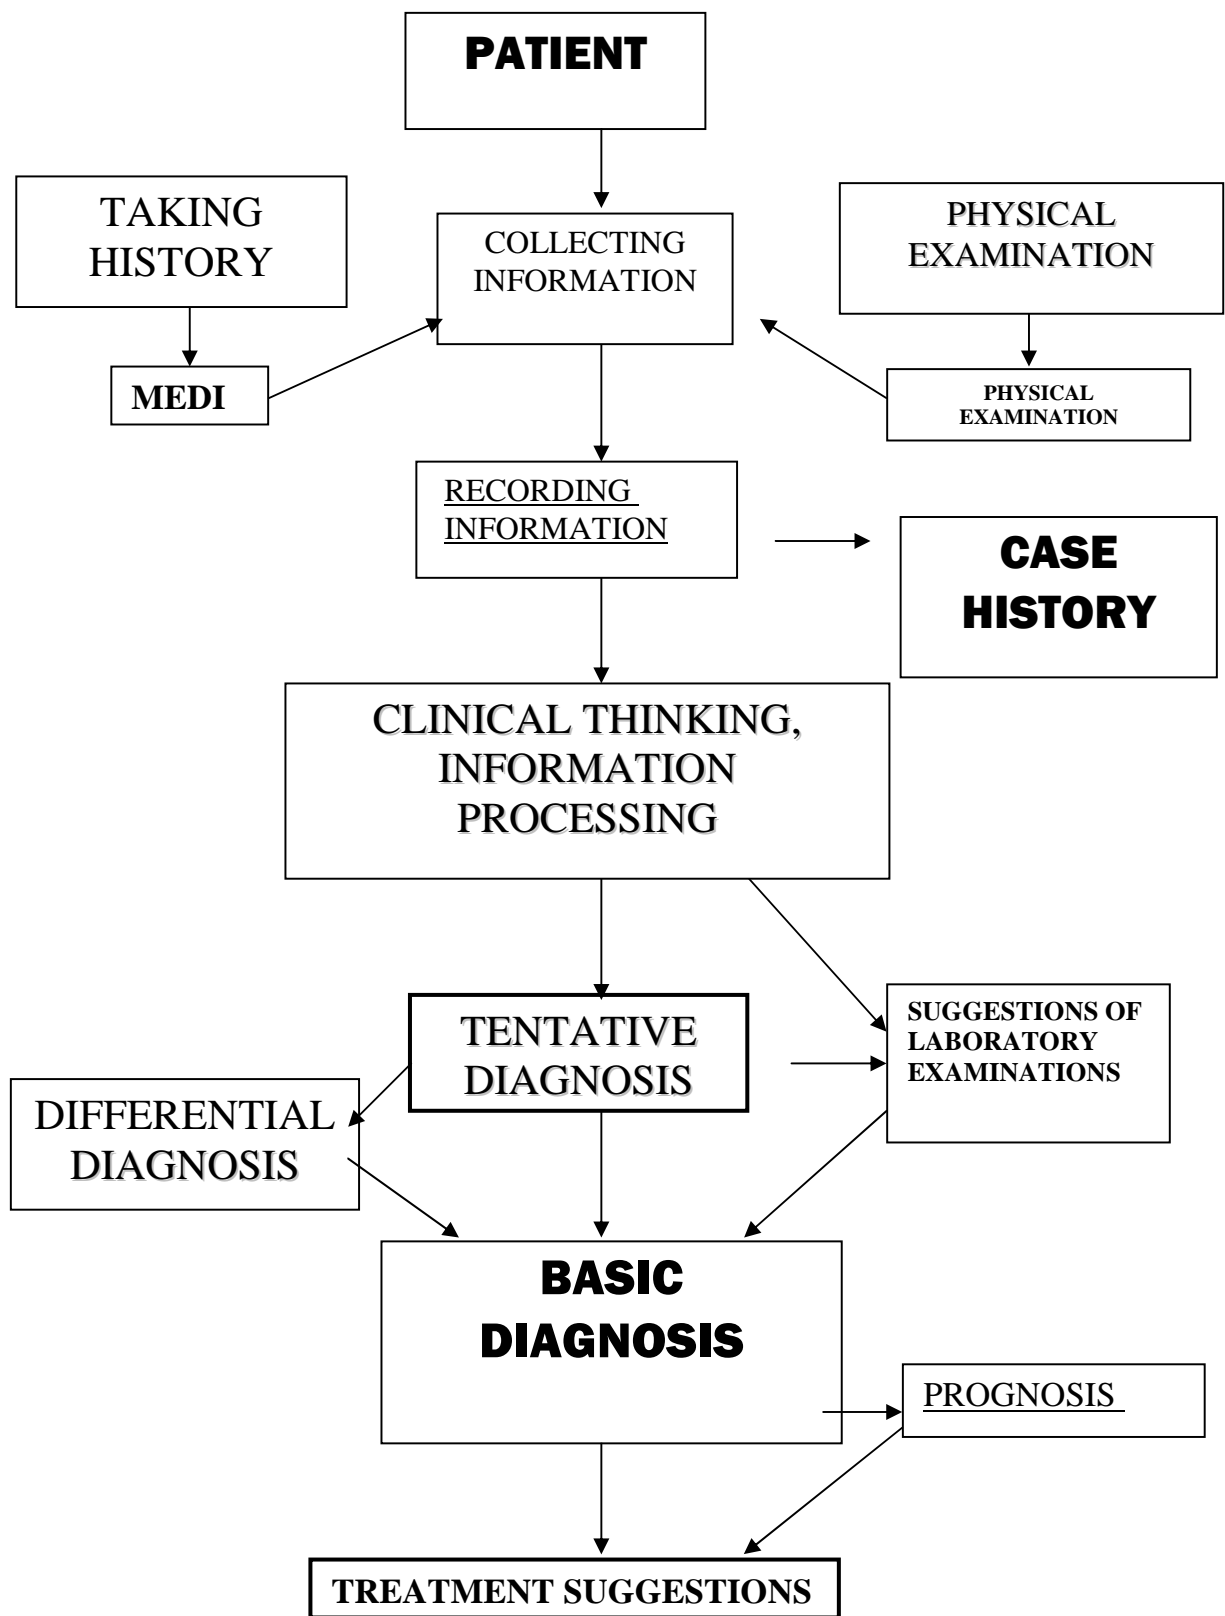 PATIENT
TAKING
HISTORY
COLLECTING
INFORMATION
PHYSICAL
EXAMINATION
MEDI
PHYSICAL
EXAMINATION
RECORDING
INFORMATION
CASE
HISTORY
CLINICAL THINKING,
INFORMATION
PROCESSING
TENTATIVE
DIAGNOSIS
SUGGESTIONS OF
LABORATORY
EXAMINATIONS
DIFFERENTIAL
DIAGNOSIS
BASIC
DIAGNOSIS
PROGNOSIS
TREATMENT SUGGESTIONS